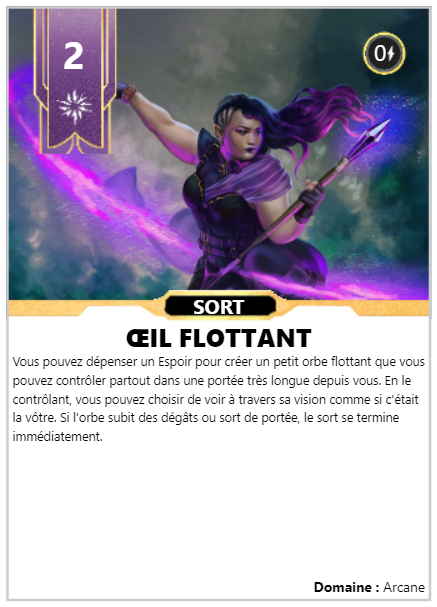 2
0
SORT
ŒIL FLOTTANT
Vous pouvez dépenser un Espoir pour créer un petit orbe flottant que vous
pouvez contrôler partout dans une portée très longue depuis vous. En le
contrôlant, vous pouvez choisir de voir à travers sa vision comme si c'était
la vôtre. Si l'orbe subit des dégâts ou sort de portée, le sort se termine
immédiatement.
Domaine : Arcane